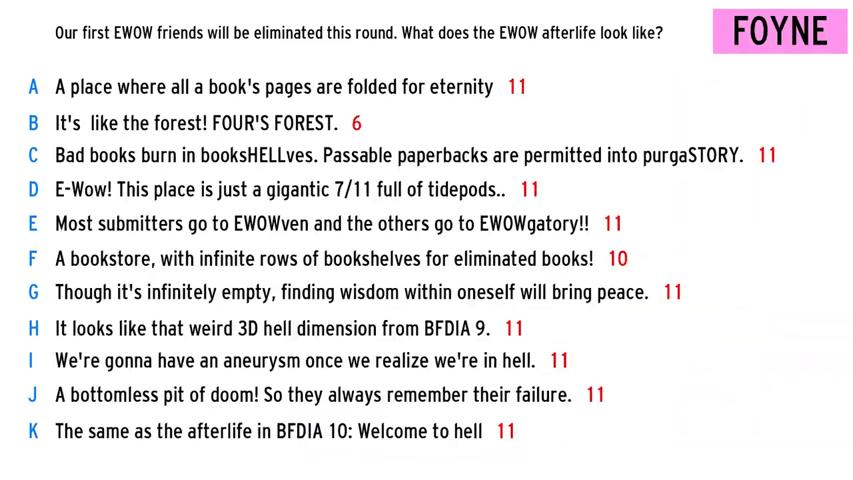 Our first EWOW friends will be eliminated this round. What does the EWOW afterlife look like?
FOYNE
A A place where all a book's pages are folded for eternity 11
B It's like the forest! FOUR'S FOREST. 6
C Bad books burn in booksHELLves. Passable paperbacks are permitted into purgaSTORY. 11
D E-Wow! This place is just a gigantic 7/11 full of tidepods.. 11
E Most submitters go to EWOWven and the others go to EWOWgatory!! 11
F A bookstore, with infinite rows of bookshelves for eliminated books! 10
G Though it's infinitely empty, finding wisdom within oneself will bring peace. 11
H It looks like that weird 3D hell dimension from BFDIA 9. 11
I We're gonna have an aneurysm once we realize we're in hell. 11
J A bottomless pit of doom! So they always remember their failure. 11
K The same as the afterlife in BFDIA 10: Welcome to hell 11